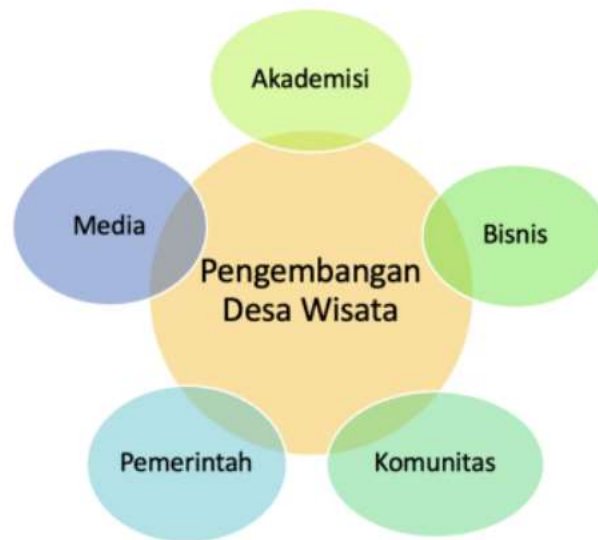 Akademisi
Media
Bisnis
Pengembangan
Desa Wisata
Pemerintah
Komunitas